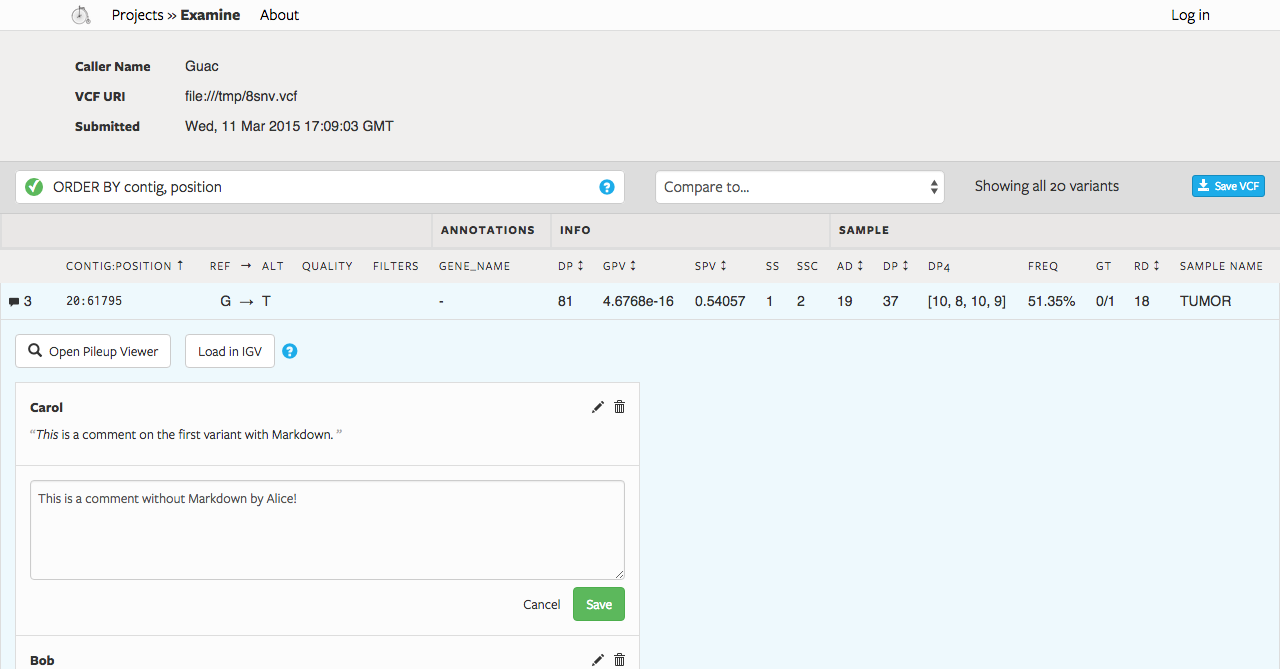 Projects » Examine About Log in
Caller Name Guac
VCF URI file:///tmp/8snv.vcf
Submitted Wed, 11 Mar 2015 17:09:03 GMT
ORDER BY contig, position ? Compare to... Showing all 20 variants Save VCF
ANNOTATIONS INFO SAMPLE
CONTIG:POSITION ↑ REF → ALT QUALITY FILTERS GENE_NAME DP ↕ GPV ↕ SPV ↕ SS SSC AD ↕ DP ↕ DP4 FREQ GT RD ↕ SAMPLE NAME
3 20:61795 G → T - 81 4.6768e-16 0.54057 1 2 19 37 [10, 8, 10, 9] 51.35% 0/1 18 TUMOR
Open Pileup Viewer Load in IGV ?
Carol
“This is a comment on the first variant with Markdown. ”
This is a comment without Markdown by Alice!
Cancel Save
Bob